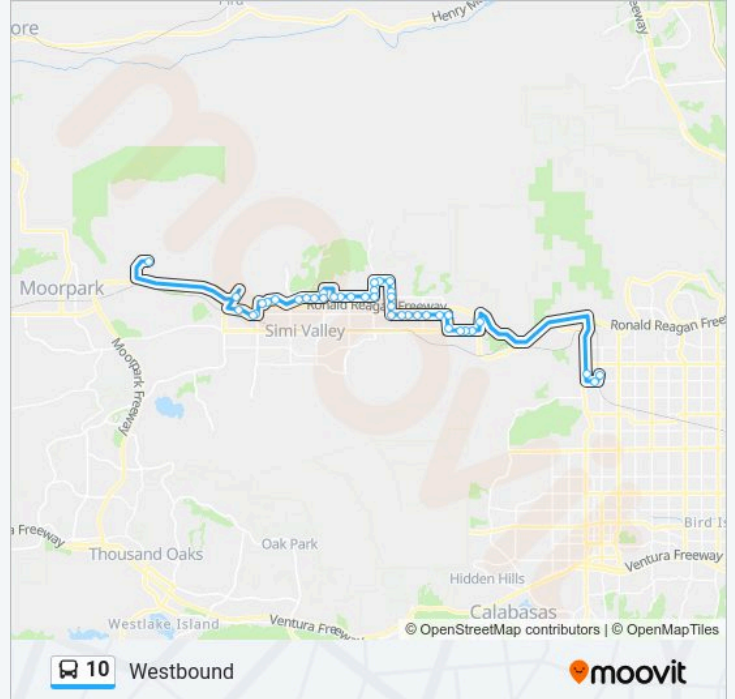 Henry M
eeway
ore
Moorpark
Ronald Reagan Freeway
Ronald Reagan Free
Simi Valley
Moorpark Freeway
a Freeway
Bird Is
Thousand Oaks
Oak Park
Ventura Freeway
Hidden Hills
Calabasas
Westlake Island
Ventura Freeway
© OpenStreetMap contributors | © OpenMapTiles
10 Westbound
moovit